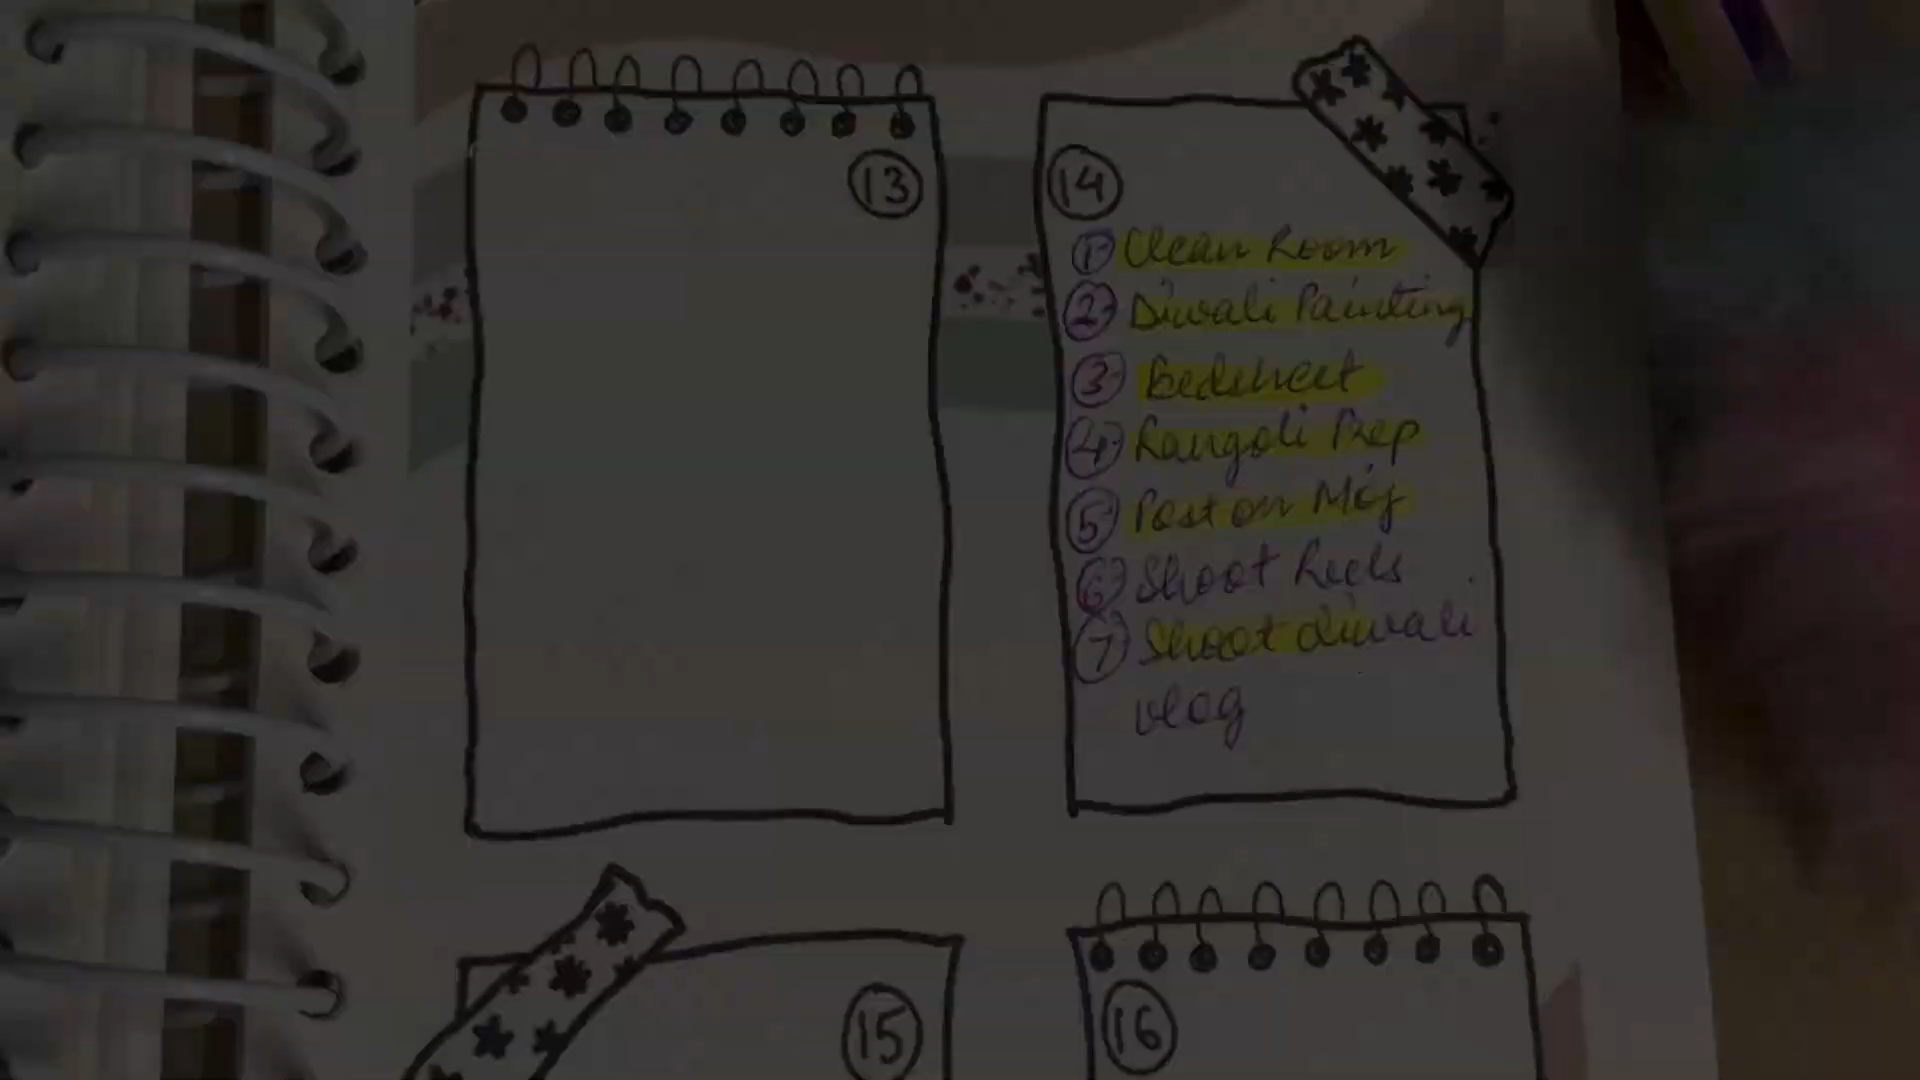 13
14
1 Clean Room
2 Diwali Painting
3 Bedsheet
4 Rangoli Prep
5 Post on Moj
6 Shoot Reels
7 Shoot diwali
vlog
15
16